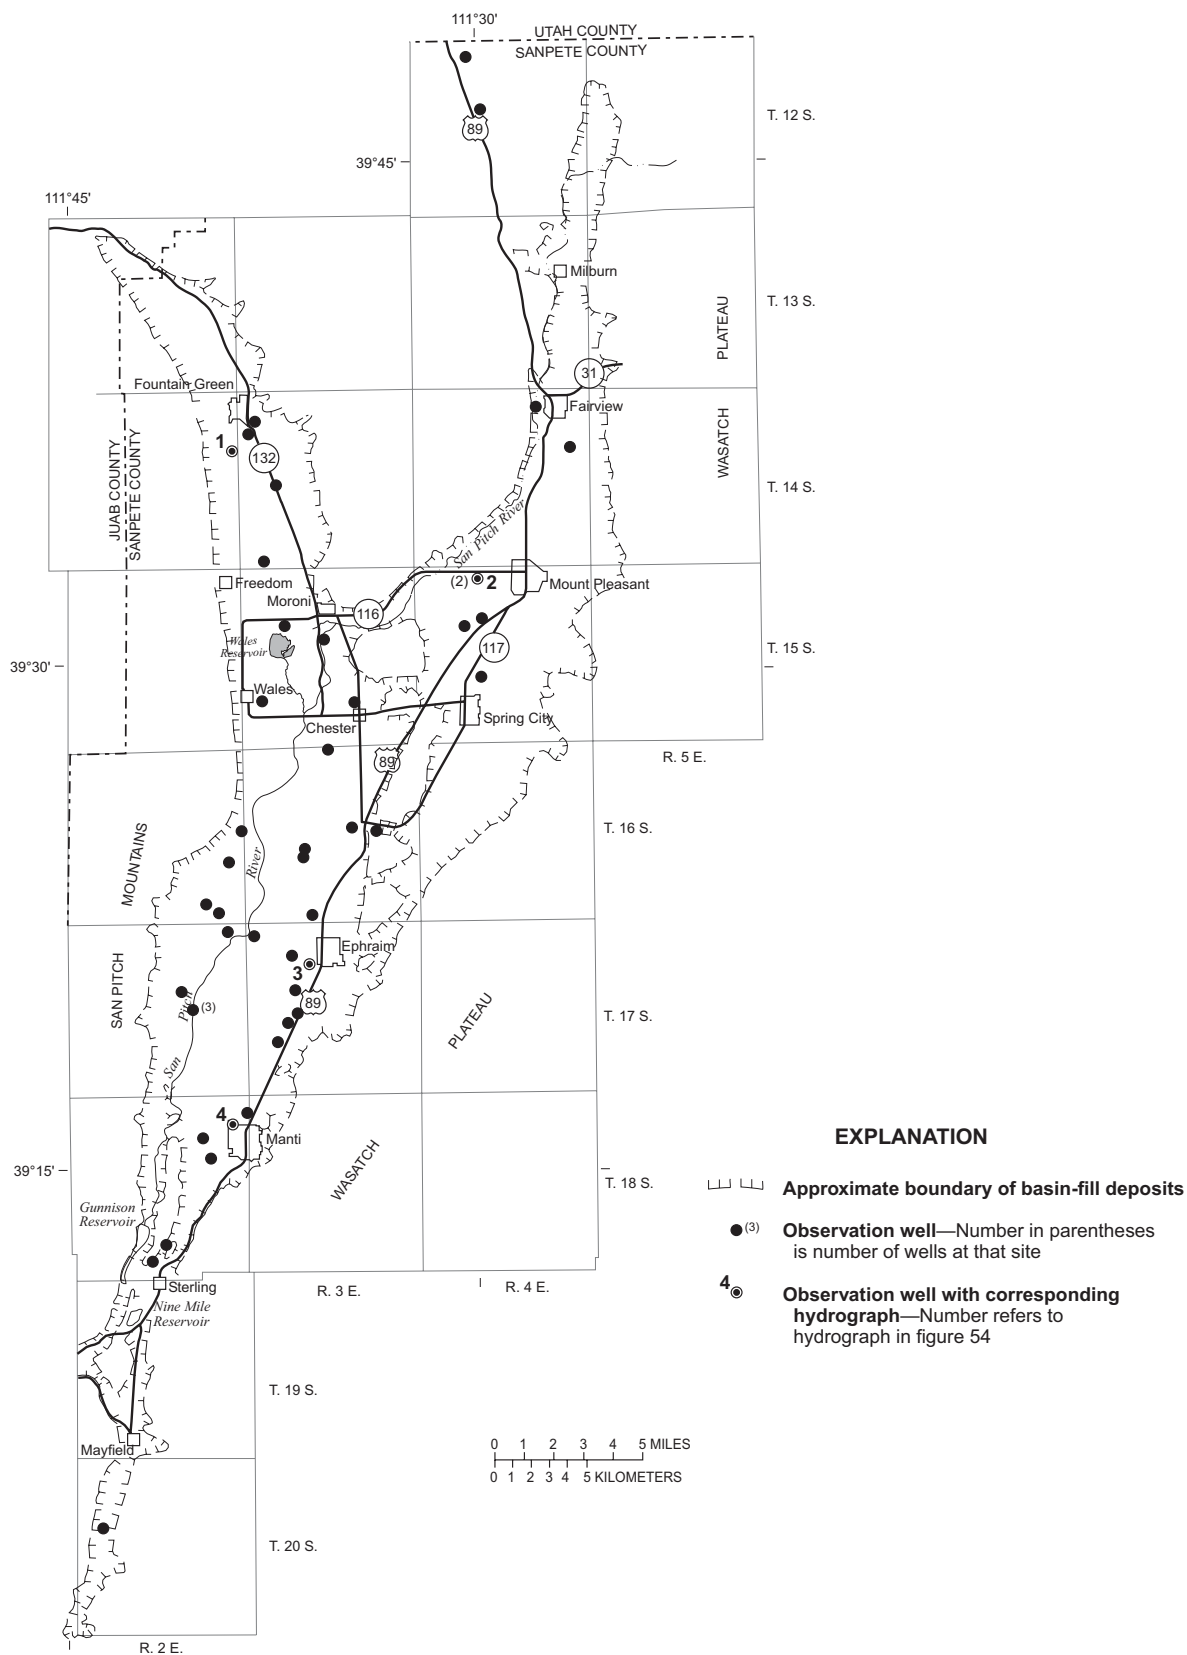 111°30'
UTAH COUNTY
SANPETE COUNTY
T. 12 S.
89
39°45'
111°45'
Milburn
T. 13 S.
PLATEAU
31
Fountain Green
Fairview
WASATCH
1
132
JUAB COUNTY
SANPETE COUNTY
T. 14 S.
San Pitch River
Freedom
(2)
2
Mount Pleasant
Moroni
116
Wales
Reservoir
117
T. 15 S.
39°30'
Wales
Chester
Spring City
R. 5 E.
89
T. 16 S.
MOUNTAINS
River
Ephraim
3
SAN PITCH
89
Pitch
(3)
PLATEAU
T. 17 S.
San
4
Manti
WASATCH
39°15'
T. 18 S.
Gunnison
Reservoir
Sterling
R. 3 E.
R. 4 E.
Nine Mile
Reservoir
T. 19 S.
Mayfield
T. 20 S.
R. 2 E.
EXPLANATION
Approximate boundary of basin-fill deposits
(3) Observation well—Number in parentheses
is number of wells at that site
4 Observation well with corresponding
hydrograph—Number refers to
hydrograph in figure 54
0 1 2 3 4 5 MILES
0 1 2 3 4 5 KILOMETERS